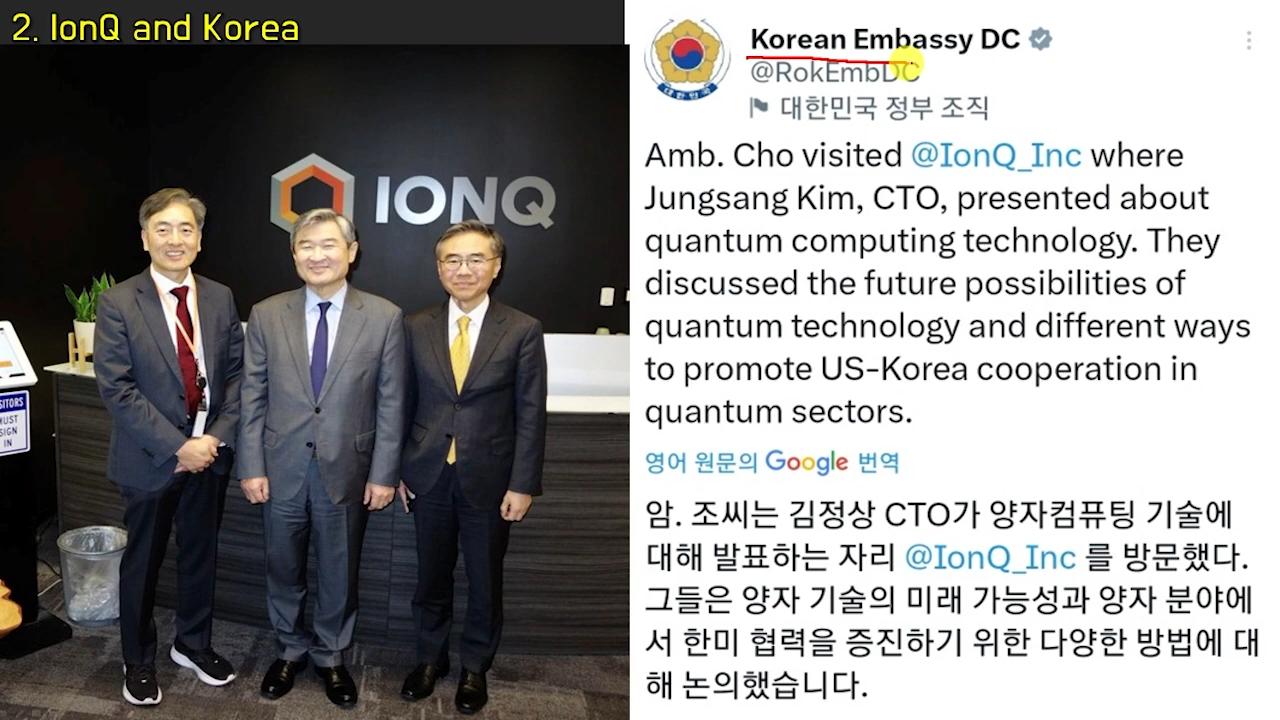 2. IonQ and Korea
IONQ
VISITORS
MUST
SIGN
IN
Korean Embassy DC
@RokEmbDC
대한민국
대한민국 정부 조직
Amb. Cho visited @IonQ_Inc where
Jungsang Kim, CTO, presented about
quantum computing technology. They
discussed the future possibilities of
quantum technology and different ways
to promote US-Korea cooperation in
quantum sectors.
영어 원문의 Google 번역
암. 조씨는 김정상 CTO가 양자컴퓨팅 기술에
대해 발표하는 자리 @IonQ_Inc 를 방문했다.
그들은 양자 기술의 미래 가능성과 양자 분야에
서 한미 협력을 증진하기 위한 다양한 방법에 대
해 논의했습니다.